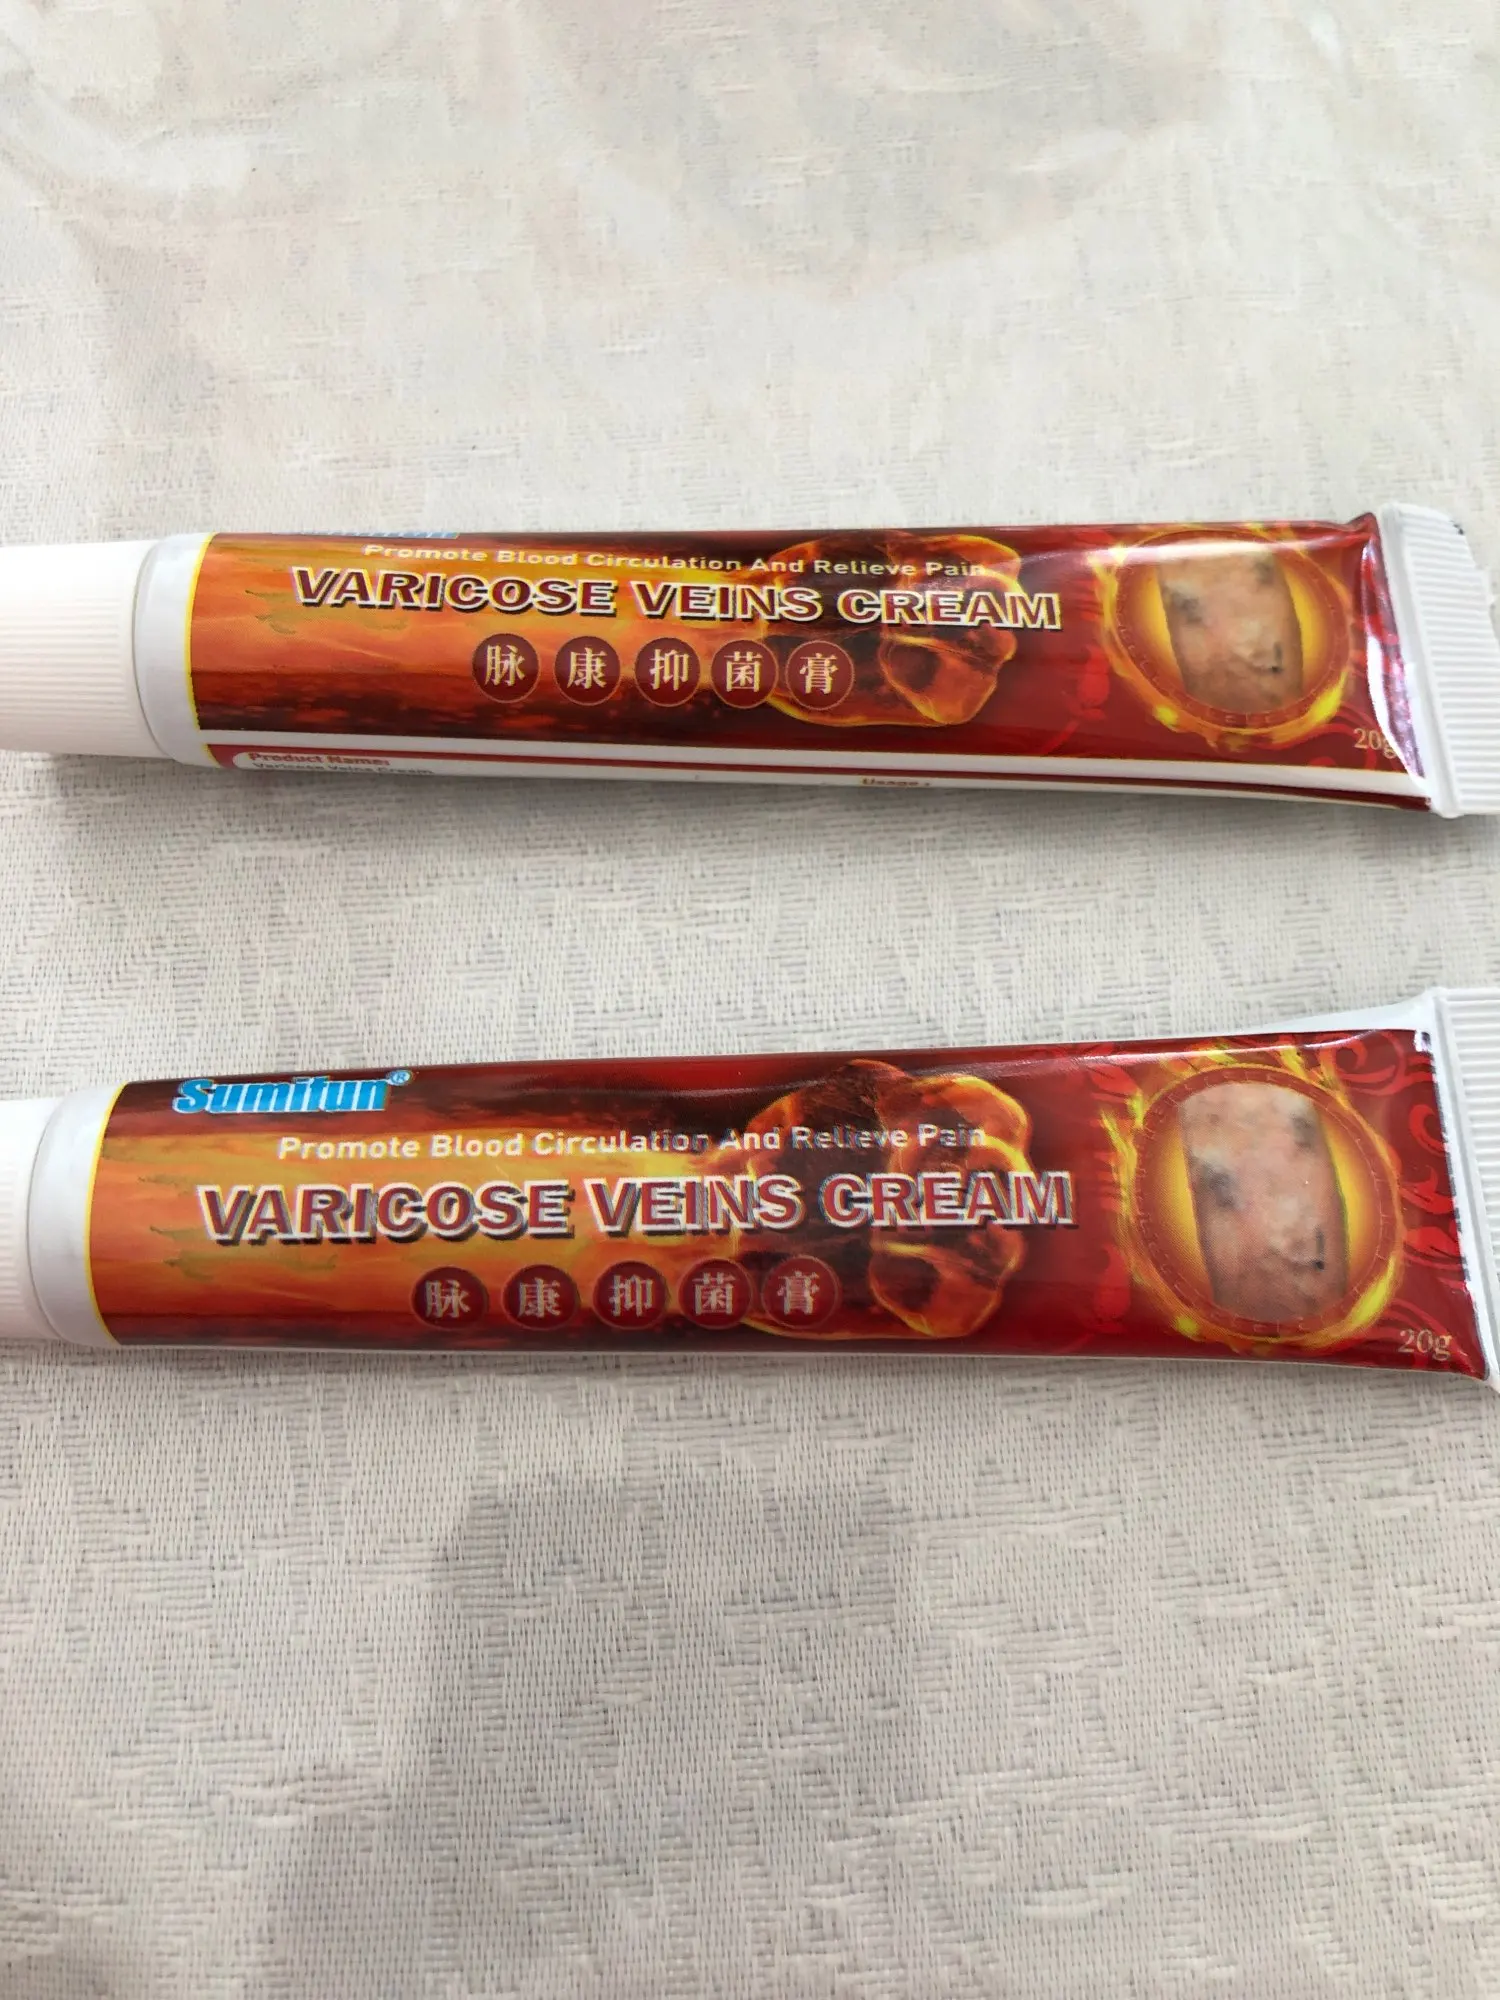 Promote Blood Circulation And Relieve Pain
VARICOSE VEINS CREAM
脉康抑菌膏
20g
Product Name:
Varicose Veins Cream
Usage:
Sumifun®
Promote Blood Circulation And Relieve Pain
VARICOSE VEINS CREAM
脉康抑菌膏
20g